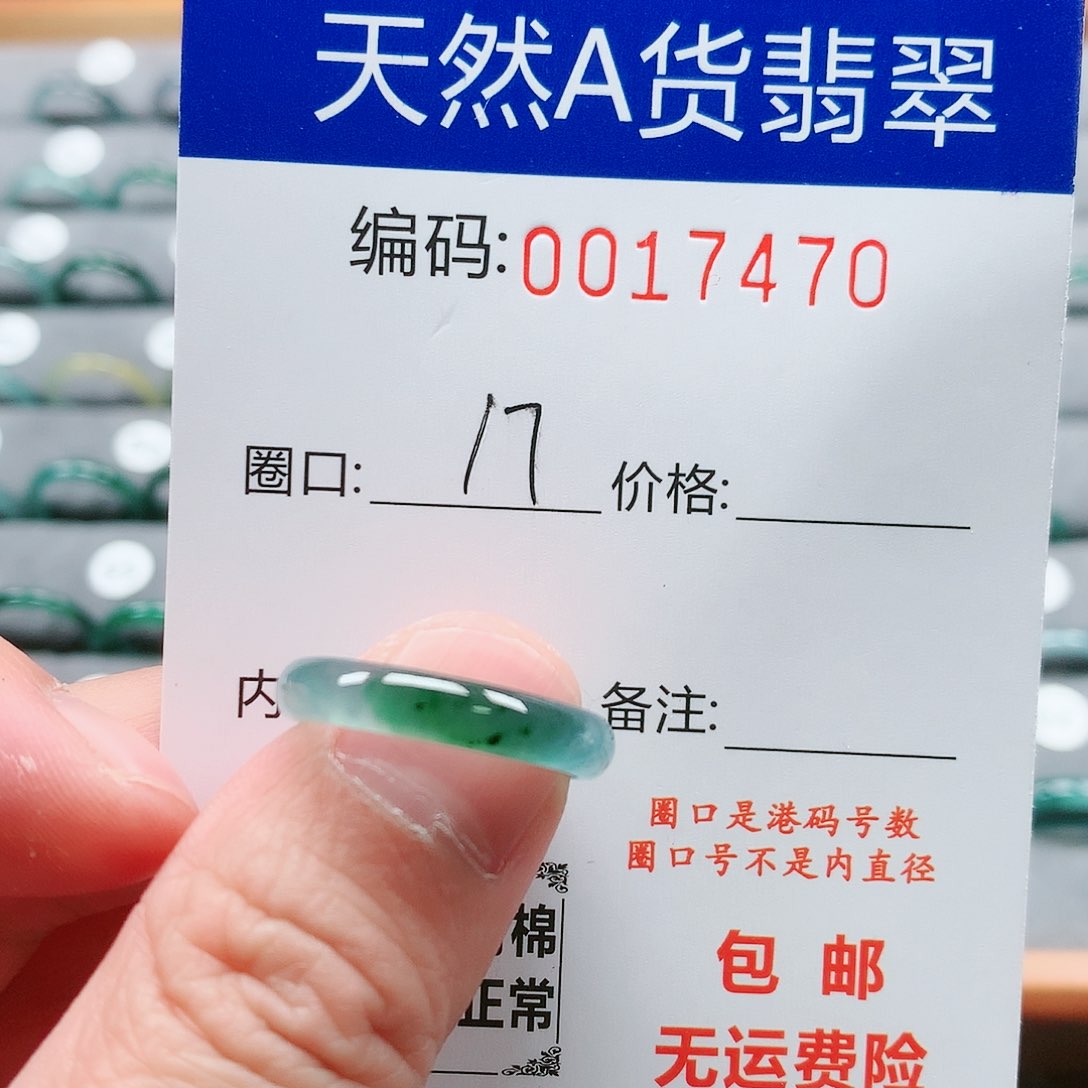 天然A货翡翠
编码:0017470
圈口: 17 价格:
内 备注:
圈口是港码号数
圈口号不是内直径
棉
包 邮
正常
无运费险